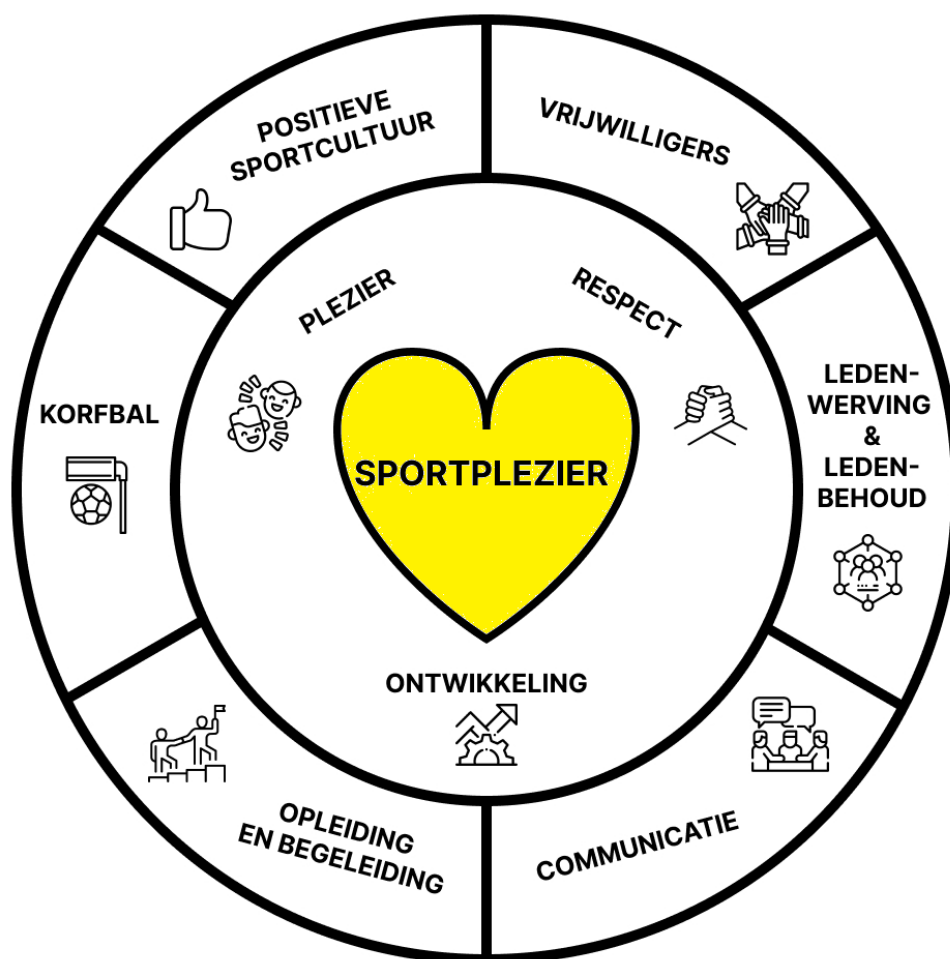 POSITIEVE
SPORTCULTUUR
VRIJWILLIGERS
PLEZIER
RESPECT
KORFBAL
LEDEN-
WERVING
&
LEDEN-
BEHOUD
SPORTPLEZIER
ONTWIKKELING
OPLEIDING
EN BEGELEIDING
COMMUNICATIE